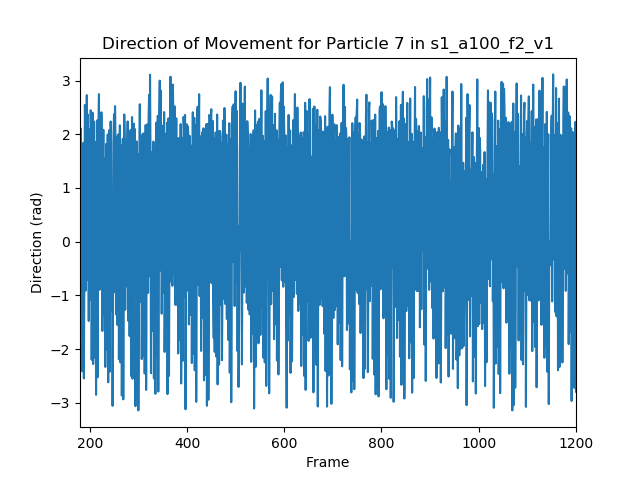 Direction of Movement for Particle 7 in s1_a100_f2_v1
3
2
1
0
−1
−2
−3
Direction (rad)
200 400 600 800 1000 1200
Frame